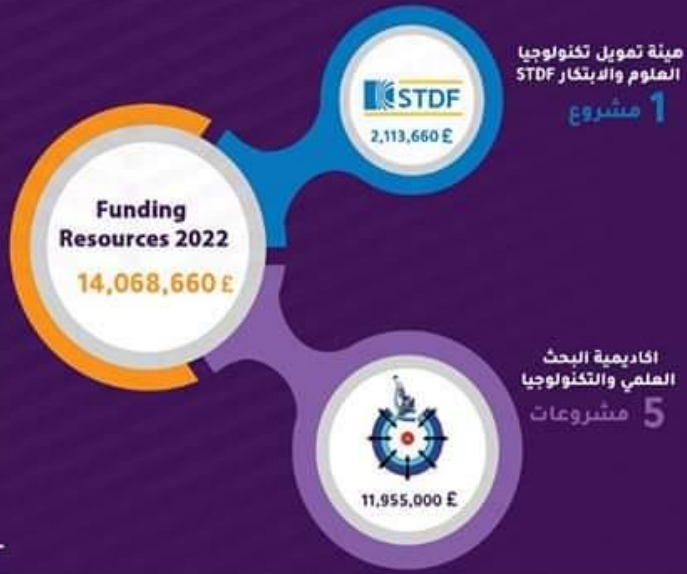 هيئة تمويل تكنولوجيا
العلوم والابتكار STDF
1 مشروع
STDF
2,113,660 £
Funding
Resources 2022
14,068,660 £
اكاديمية البحث
العلمي والتكنولوجيا
5 مشروعات
11,955,000 £